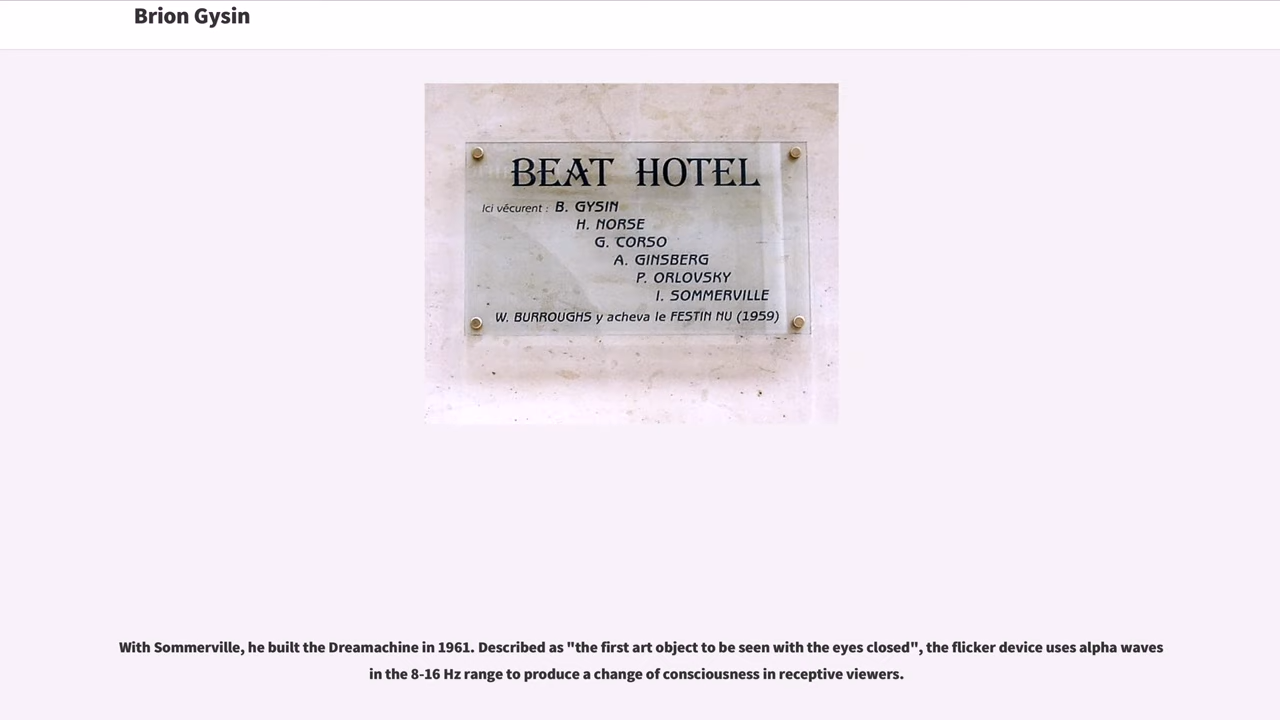 Brion Gysin
BEAT HOTEL
Ici vécurent : B. GYSIN
H. NORSE
G. CORSO
A. GINSBERG
P. ORLOVSKY
I. SOMMERVILLE
W. BURROUGHS y acheva le FESTIN NU (1959)
With Sommerville, he built the Dreamachine in 1961. Described as "the first art object to be seen with the eyes closed", the flicker device uses alpha waves
in the 8-16 Hz range to produce a change of consciousness in receptive viewers.